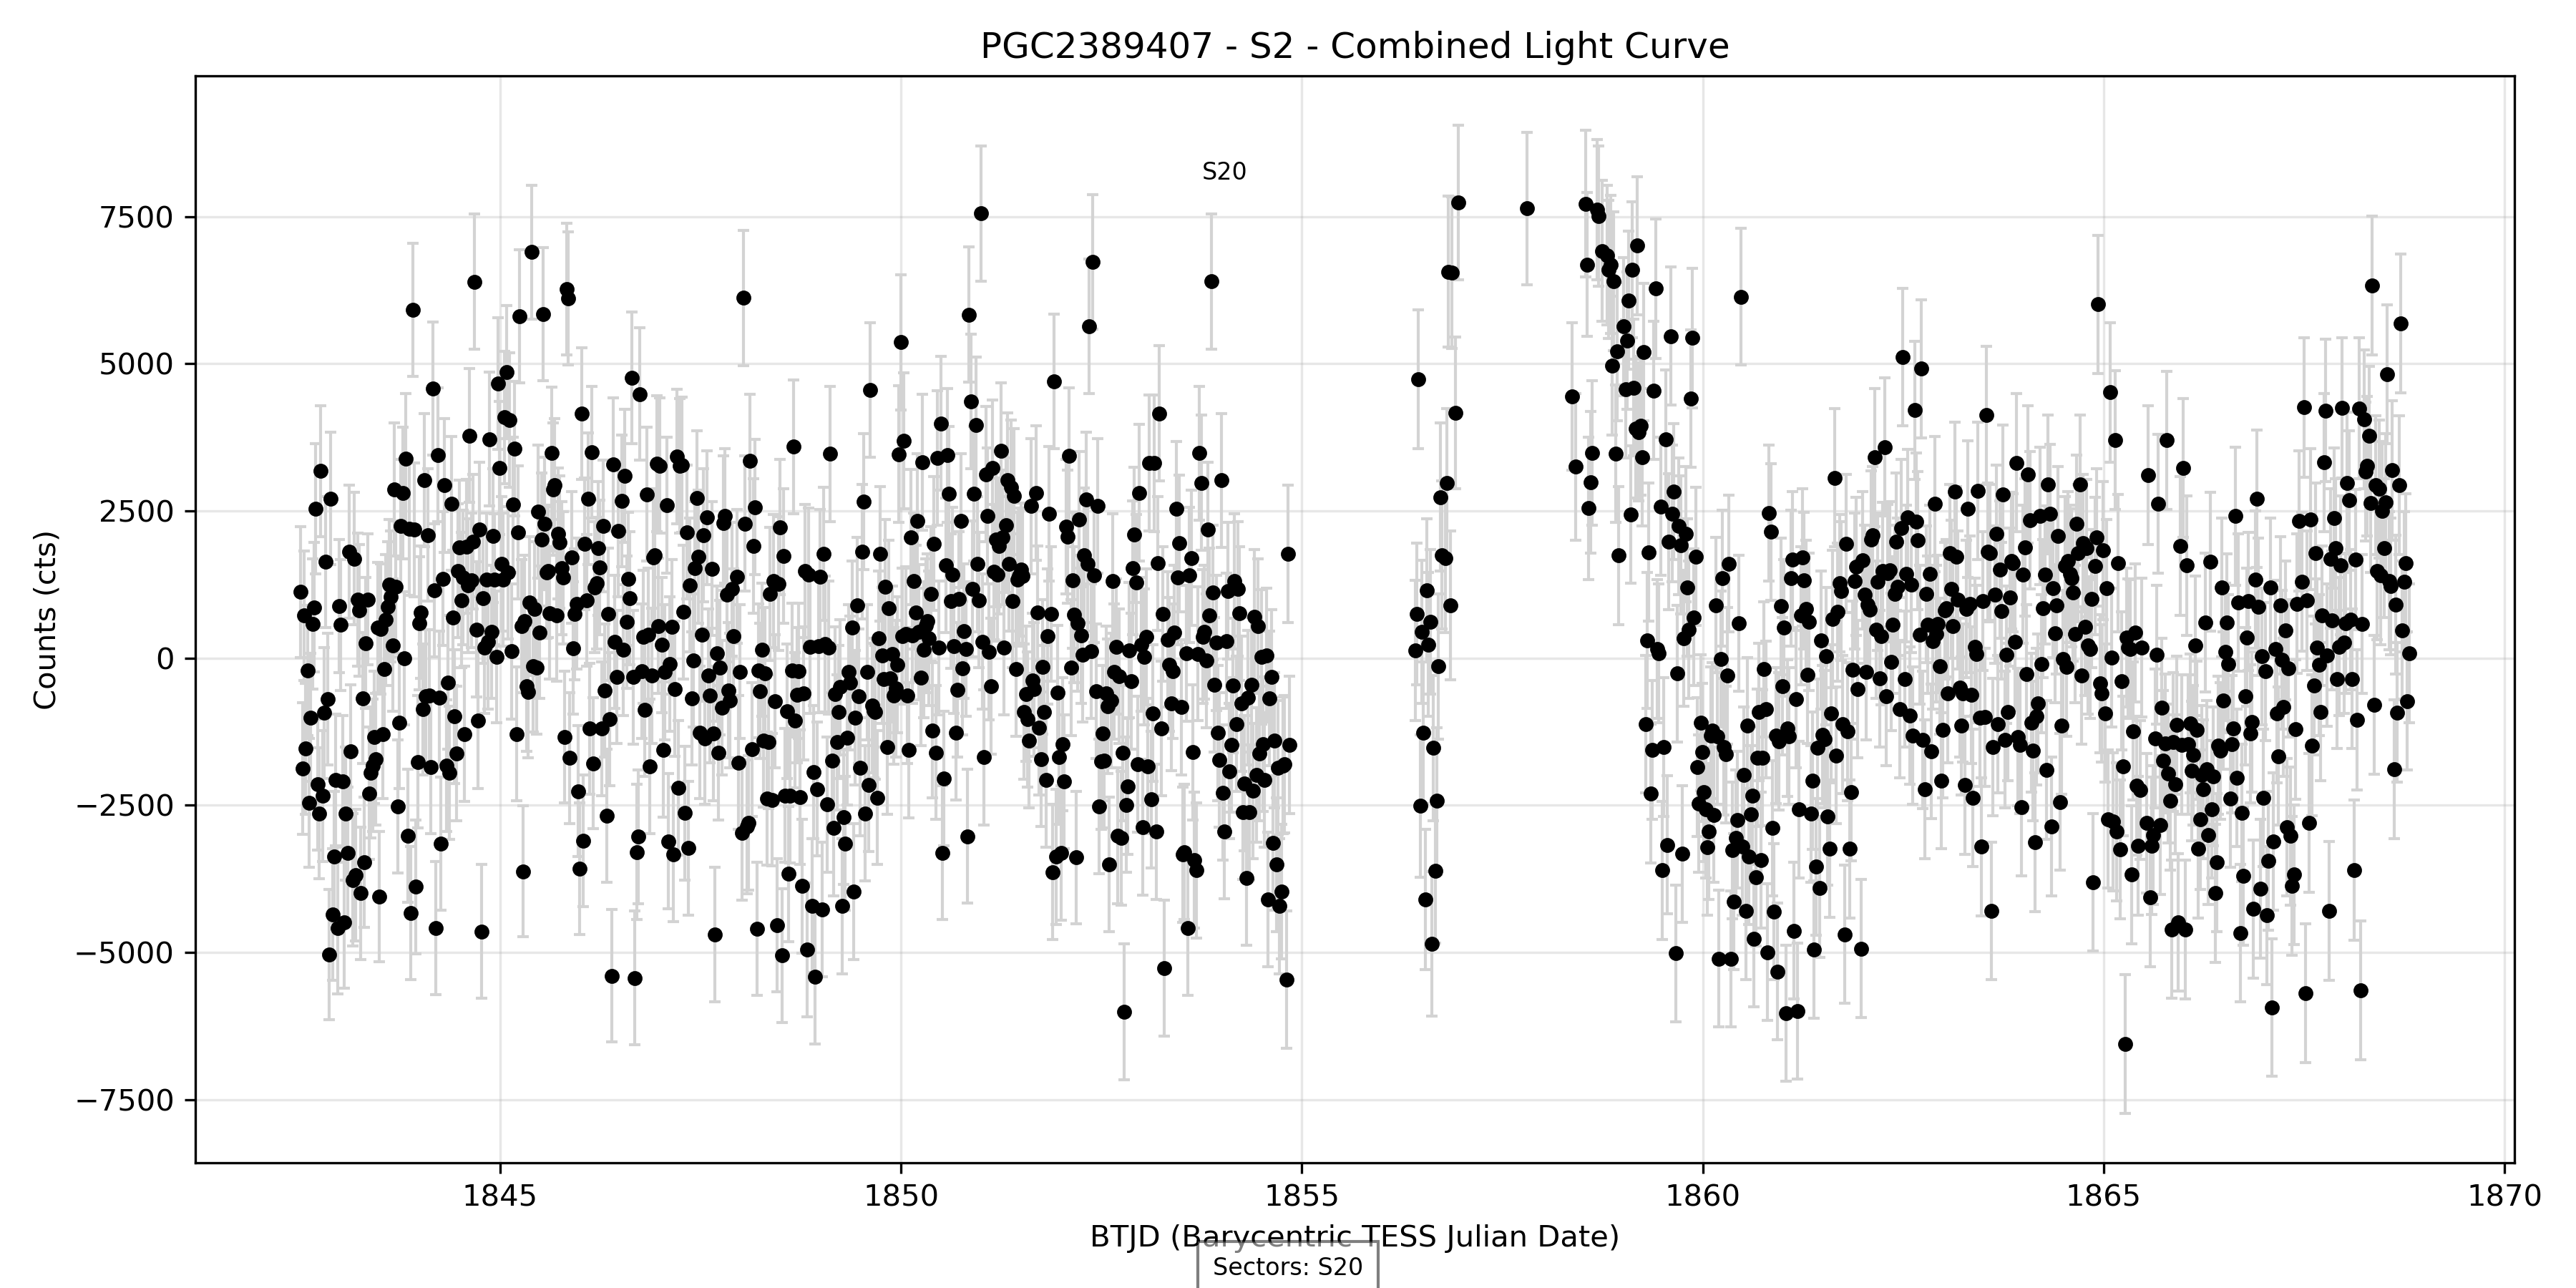 PGC2389407 - S2 - Combined Light Curve
S20
Counts (cts)
7500
5000
2500
0
−2500
−5000
−7500
1845 1850 1855 1860 1865 1870
BTJD (Barycentric TESS Julian Date)
Sectors: S20